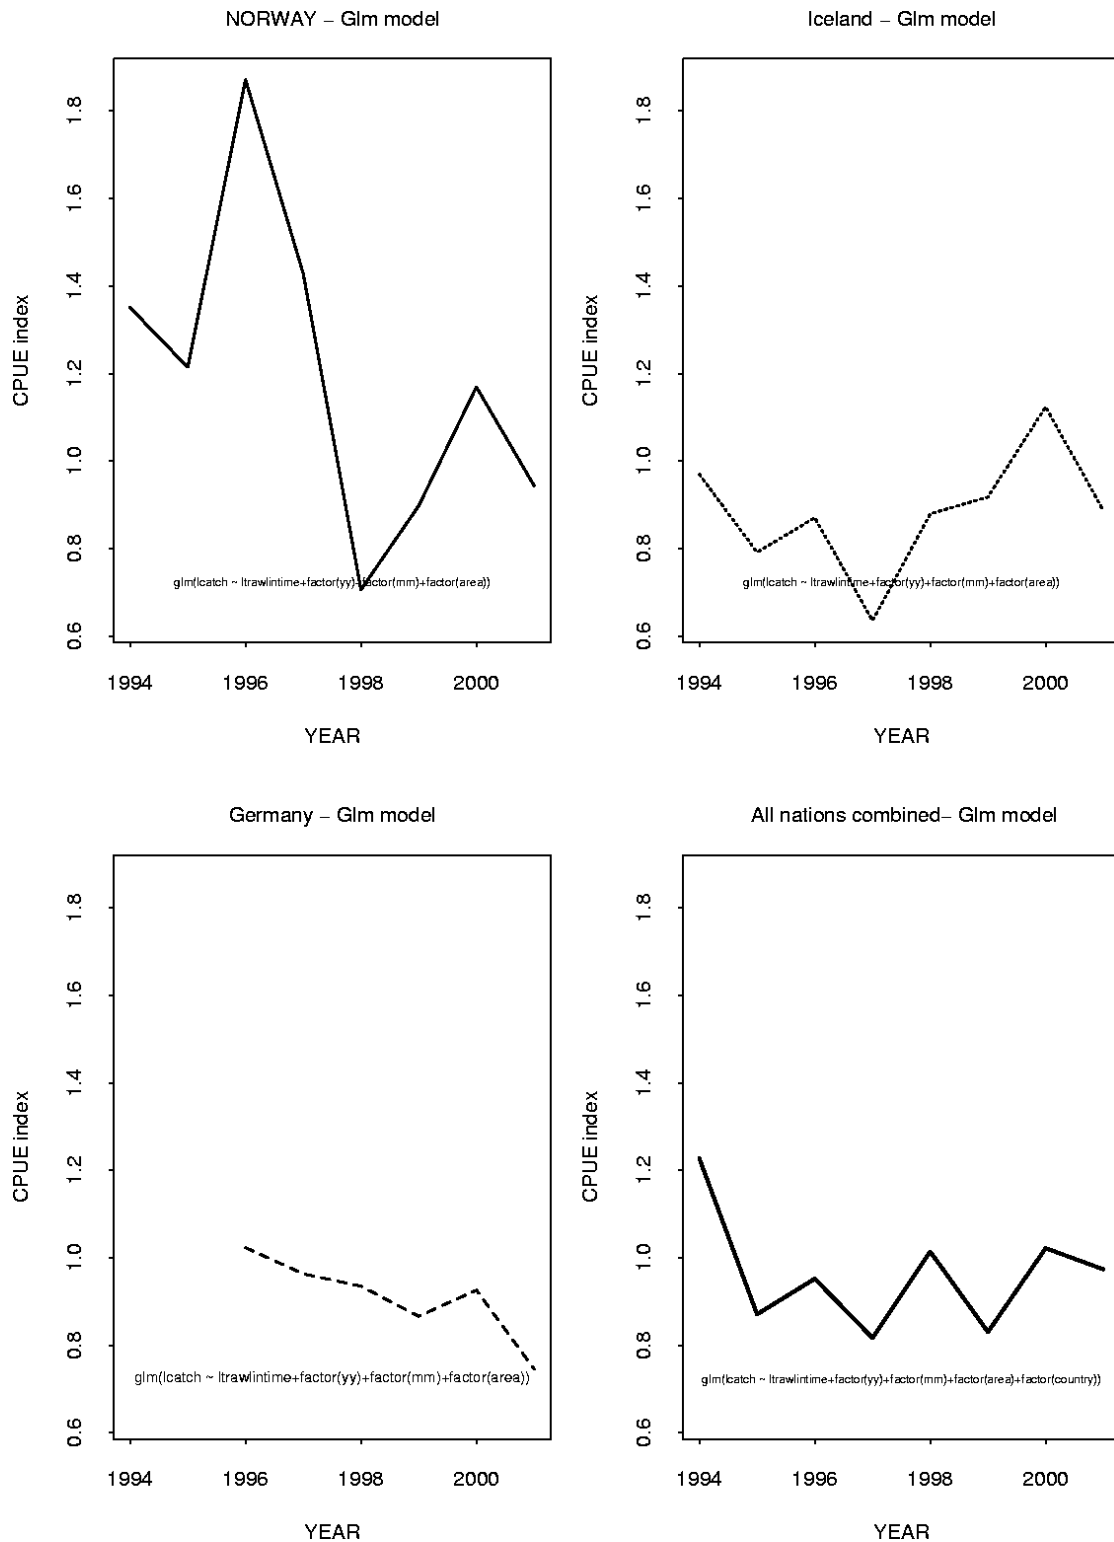 NORWAY – Glm model
CPUE index
1.8
1.6
1.4
1.2
1.0
0.8
0.6
glm(lcatch ~ ltrawlintime+factor(yy)+factor(mm)+factor(area))
1994 1996 1998 2000
YEAR
Iceland – Glm model
CPUE index
1.8
1.6
1.4
1.2
1.0
0.8
0.6
glm(lcatch ~ ltrawlintime+factor(yy)+factor(mm)+factor(area))
1994 1996 1998 2000
YEAR
Germany – Glm model
CPUE index
1.8
1.6
1.4
1.2
1.0
0.8
0.6
glm(lcatch ~ ltrawlintime+factor(yy)+factor(mm)+factor(area))
1994 1996 1998 2000
YEAR
All nations combined– Glm model
CPUE index
1.8
1.6
1.4
1.2
1.0
0.8
0.6
glm(lcatch ~ ltrawlintime+factor(yy)+factor(mm)+factor(area)+factor(country))
1994 1996 1998 2000
YEAR